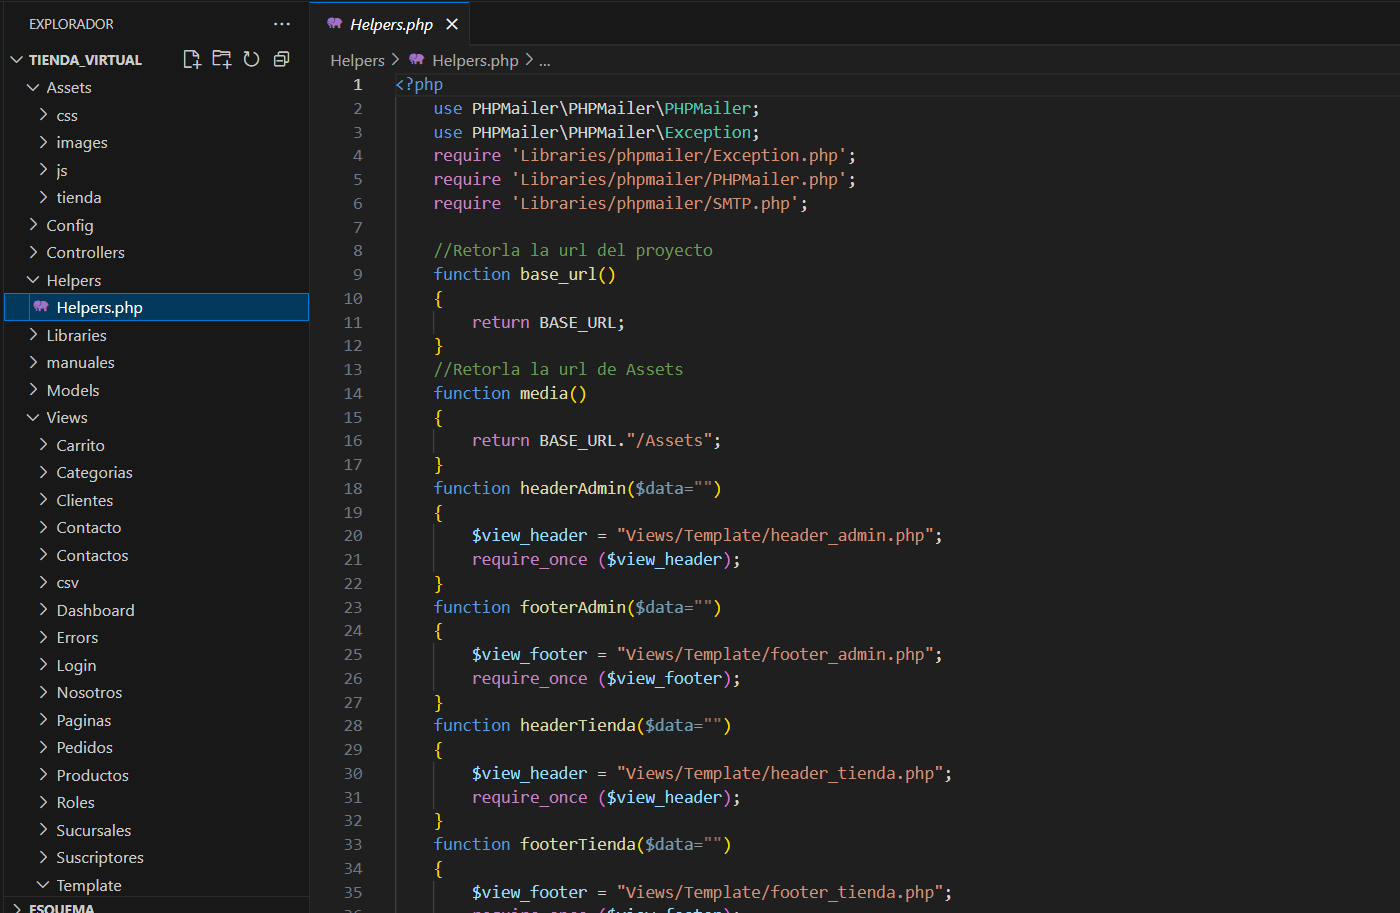 EXPLORADOR
TIENDA_VIRTUAL
Assets
css
images
js
tienda
Config
Controllers
Helpers
Helpers.php
Libraries
manuales
Models
Views
Carrito
Categorias
Clientes
Contacto
Contactos
csv
Dashboard
Errors
Login
Nosotros
Paginas
Pedidos
Productos
Roles
Sucursales
Suscriptores
Template
ESQUEMA
Helpers.php
Helpers > Helpers.php > ...
1 <?php
2 use PHPMailer\PHPMailer\PHPMailer;
3 use PHPMailer\PHPMailer\Exception;
4 require 'Libraries/phpmailer/Exception.php';
5 require 'Libraries/phpmailer/PHPMailer.php';
6 require 'Libraries/phpmailer/SMTP.php';
7
8 //Retorla la url del proyecto
9 function base_url()
10 {
11 return BASE_URL;
12 }
13 //Retorla la url de Assets
14 function media()
15 {
16 return BASE_URL."/Assets";
17 }
18 function headerAdmin($data="")
19 {
20 $view_header = "Views/Template/header_admin.php";
21 require_once ($view_header);
22 }
23 function footerAdmin($data="")
24 {
25 $view_footer = "Views/Template/footer_admin.php";
26 require_once ($view_footer);
27 }
28 function headerTienda($data="")
29 {
30 $view_header = "Views/Template/header_tienda.php";
31 require_once ($view_header);
32 }
33 function footerTienda($data="")
34 {
35 $view_footer = "Views/Template/footer_tienda.php";
36 require_once ($view_footer);